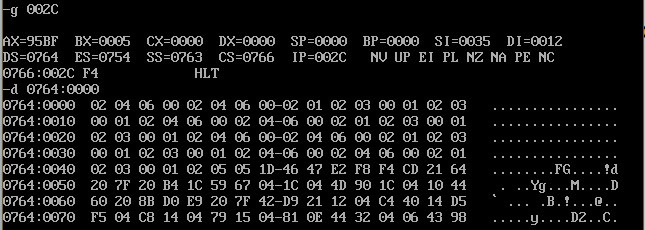 -g 002C
AX=95BF BX=0005 CX=0000 DX=0000 SP=0000 BP=0000 SI=0035 DI=0012
DS=0764 ES=0754 SS=0763 CS=0766 IP=002C NV UP EI PL NZ NA PE NC
0766:002C F4 HLT
-d 0764:0000
0764:0000 02 04 06 00 02 04 06 00-02 01 02 03 00 01 02 03 ................
0764:0010 00 01 02 04 06 00 02 04-06 00 02 01 02 03 00 01 ................
0764:0020 02 03 00 01 02 04 06 00-02 04 06 00 02 01 02 03 ................
0764:0030 00 01 02 03 00 01 02 04-06 00 02 04 06 00 02 01 ................
0764:0040 02 03 00 01 02 05 05 1D-46 47 E2 F8 F4 CD 21 64 ........FG....!d
0764:0050 20 7F 20 B4 1C 59 67 04-1C 04 4D 90 1C 04 10 44 . ..Yg...M....D
0764:0060 60 20 8B D0 E9 20 7F 42-D9 21 12 04 C4 40 14 D5 ` ... .B.!...@..
0764:0070 F5 04 C8 14 04 79 15 04-81 0E 44 32 04 06 43 98 .....y....D2..C.